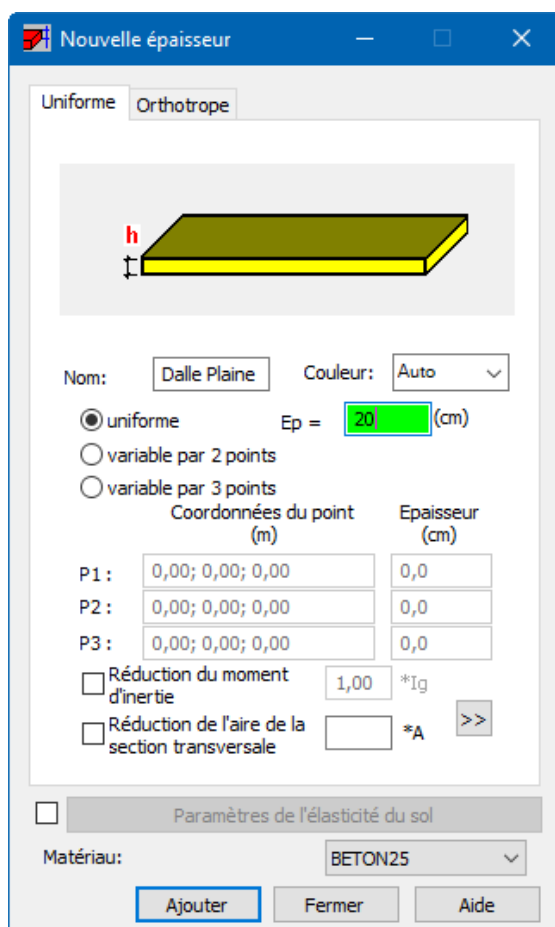 Nouvelle épaisseur
Uniforme Orthotrope
h
Nom: Dalle Plaine Couleur: Auto
uniforme Ep = 20 (cm)
variable par 2 points
variable par 3 points
Coordonnées du point Epaisseur
(m) (cm)
P1 : 0,00; 0,00; 0,00 0,0
P2 : 0,00; 0,00; 0,00 0,0
P3 : 0,00; 0,00; 0,00 0,0
Réduction du moment
d'inertie 1,00 *Ig
Réduction de l'aire de la
section transversale *A >>
Paramètres de l'élasticité du sol
Matériau: BETON25
Ajouter Fermer Aide